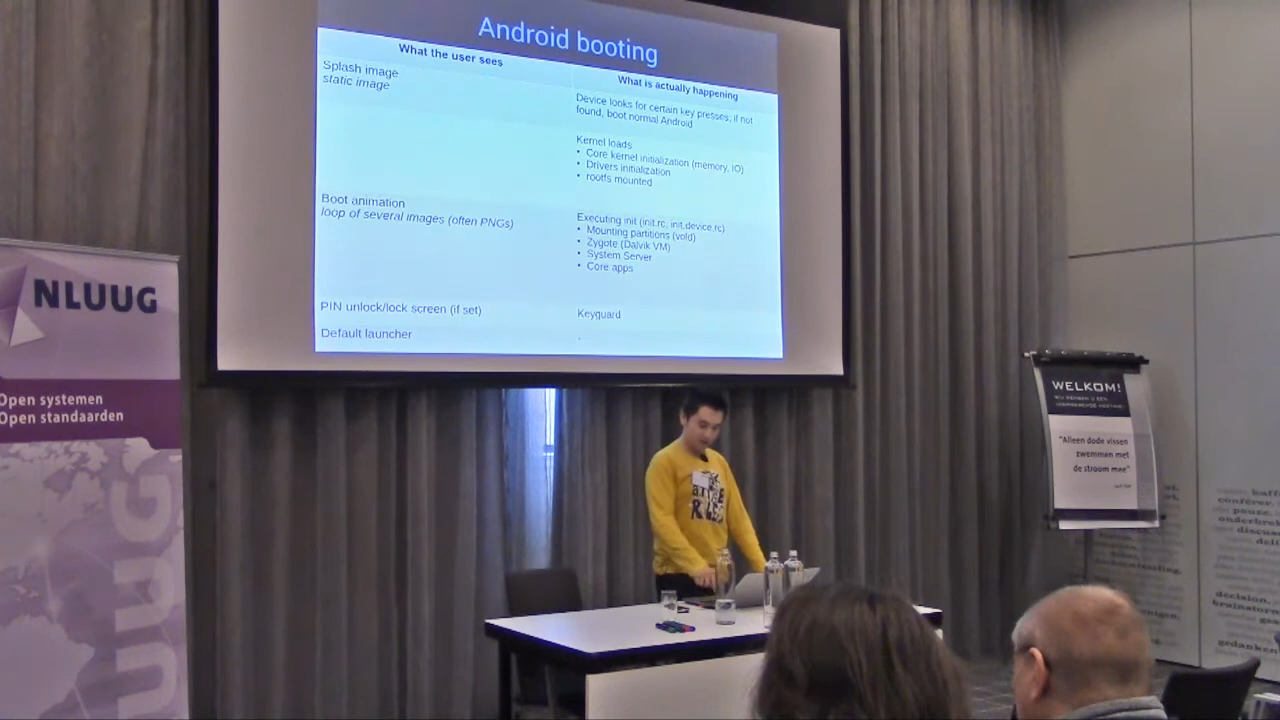 Android booting
What the user sees
What is actually happening
Splash image
static image
Device looks for certain key presses; if not
found, boot normal Android
Kernel loads
• Core kernel initialization (memory, IO)
• Drivers initialization
• rootfs mounted
Boot animation
loop of several images (often PNGs)
Executing init (init.rc, init.device.rc)
• Mounting partitions (vold)
• Zygote (Dalvik VM)
• System Server
• Core apps
PIN unlock/lock screen (if set)
Keyguard
Default launcher
NLUUG
Open systemen
Open standaarden
UUG
WELKOM!
"Alleen dode vissen
zwemmen met
de stroom mee"